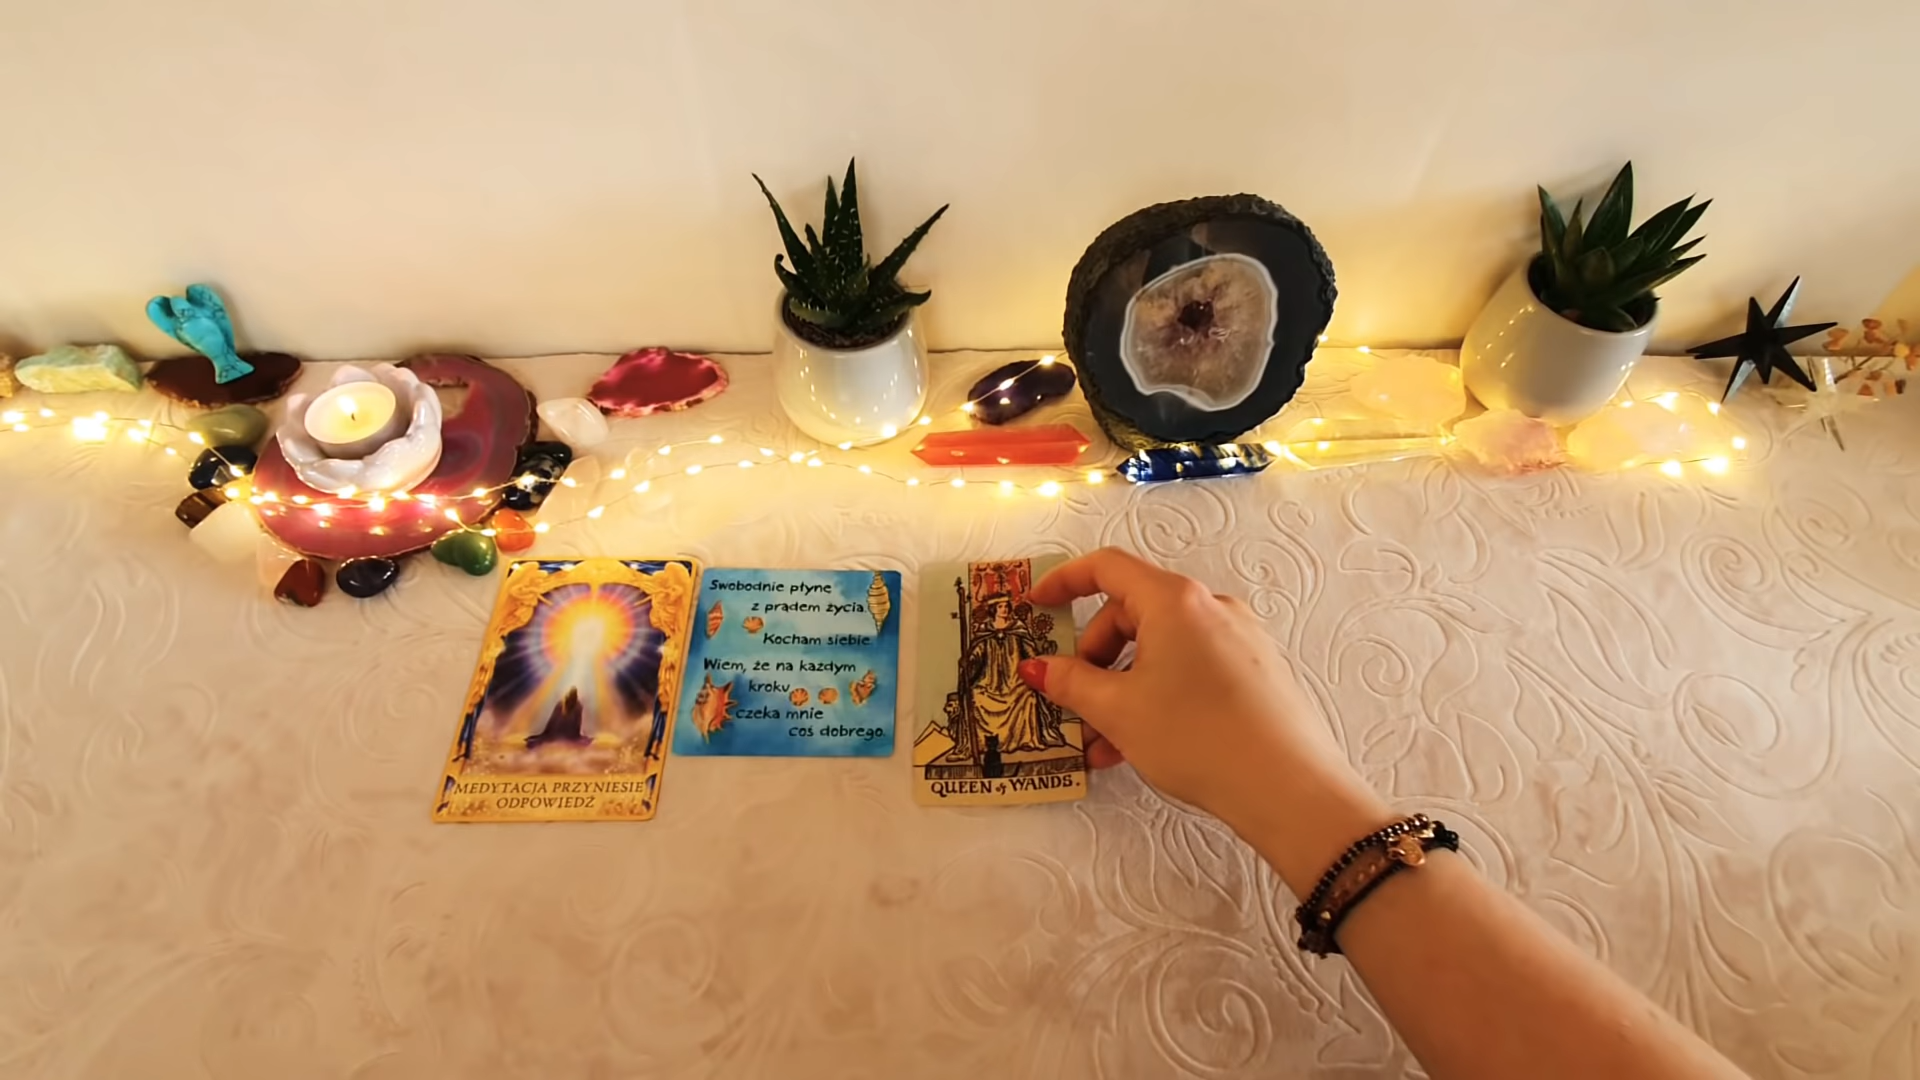 MEDYTACJA PRZYNIESIE
ODPOWIEDŹ
Swobodnie płynę
z prądem życia.
Kocham siebie.
Wiem, że na każdym
kroku
czeka mnie
coś dobrego.
QUEEN of WANDS.